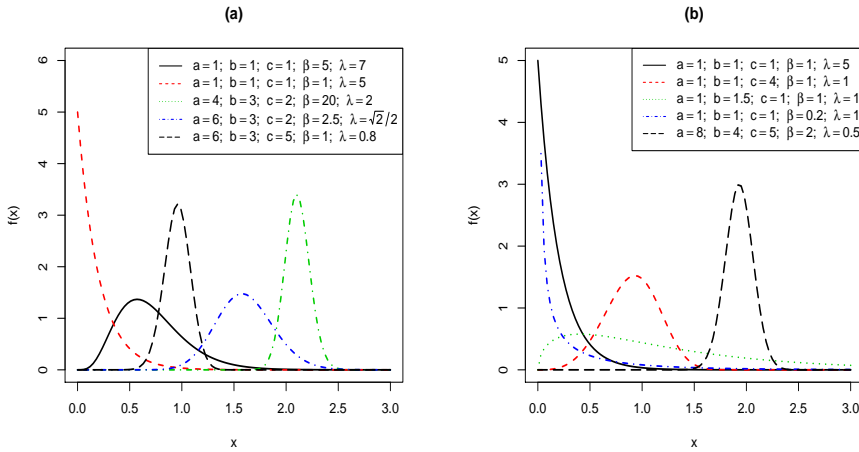 (a)
f(x)
6
5
4
3
2
1
0
a=1; b=1; c=1; β=5; λ=7
a=1; b=1; c=1; β=1; λ=5
a=4; b=3; c=2; β=20; λ=2
a=6; b=3; c=2; β=2.5; λ=√2/2
a=6; b=3; c=5; β=1; λ=0.8
0.0 0.5 1.0 1.5 2.0 2.5 3.0
x
(b)
f(x)
5
4
3
2
1
0
a=1; b=1; c=1; β=1; λ=5
a=1; b=1; c=4; β=1; λ=1
a=1; b=1.5; c=1; β=1; λ=1
a=1; b=1; c=1; β=0.2; λ=1
a=8; b=4; c=5; β=2; λ=0.5
0.0 0.5 1.0 1.5 2.0 2.5 3.0
x